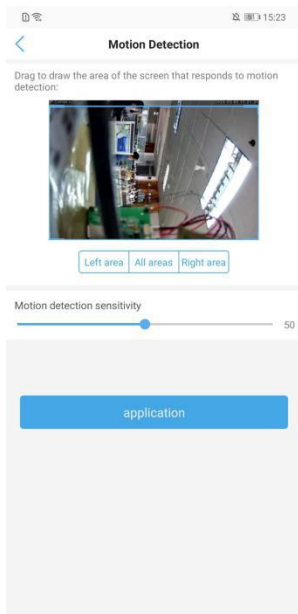 15:23
Motion Detection
Drag to draw the area of the screen that responds to motion
detection:
Left area All areas Right area
Motion detection sensitivity
50
application